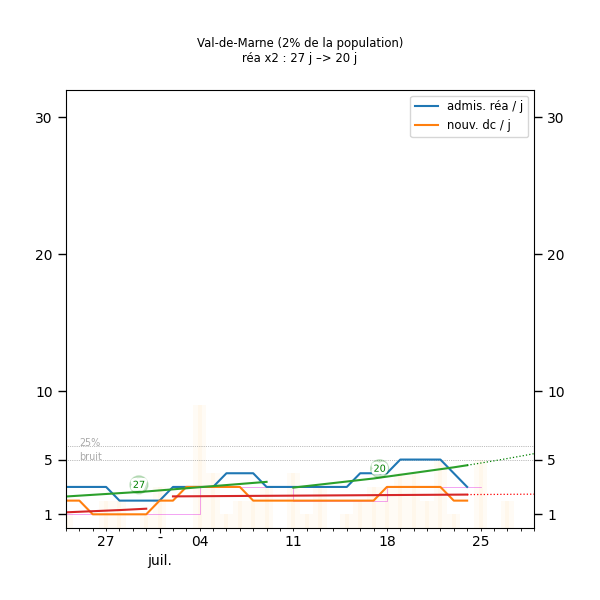 Val-de-Marne (2% de la population)
réa x2 : 27 j –> 20 j
admis. réa / j
nouv. dc / j
30 30
20 20
10 10
25%
bruit
5 5
27
20
1 1
27 - 04 11 18 25
juil.